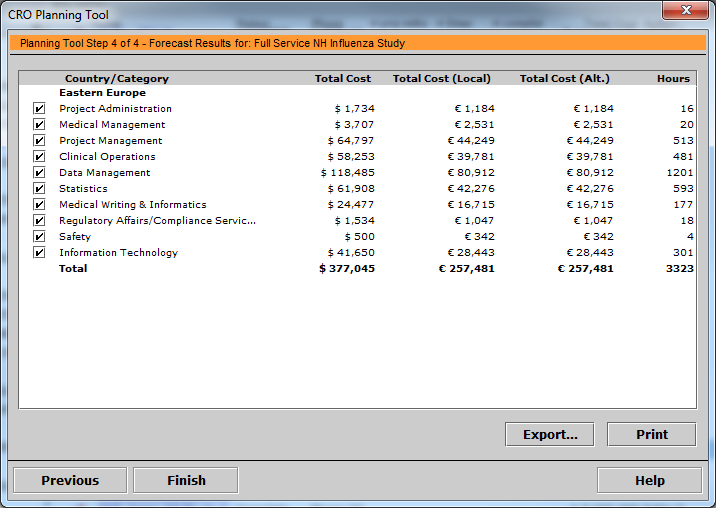 CRO Planning Tool
Planning Tool Step 4 of 4 - Forecast Results for: Full Service NH Influenza Study
Country/Category Total Cost Total Cost (Local) Total Cost (Alt.) Hours
Eastern Europe
Project Administration $ 1,734 € 1,184 € 1,184 16
Medical Management $ 3,707 € 2,531 € 2,531 20
Project Management $ 64,797 € 44,249 € 44,249 513
Clinical Operations $ 58,253 € 39,781 € 39,781 481
Data Management $ 118,485 € 80,912 € 80,912 1201
Statistics $ 61,908 € 42,276 € 42,276 593
Medical Writing & Informatics $ 24,477 € 16,715 € 16,715 177
Regulatory Affairs/Compliance Servic... $ 1,534 € 1,047 € 1,047 18
Safety $ 500 € 342 € 342 4
Information Technology $ 41,650 € 28,443 € 28,443 301
Total $ 377,045 € 257,481 € 257,481 3323
Export... Print
Previous Finish Help